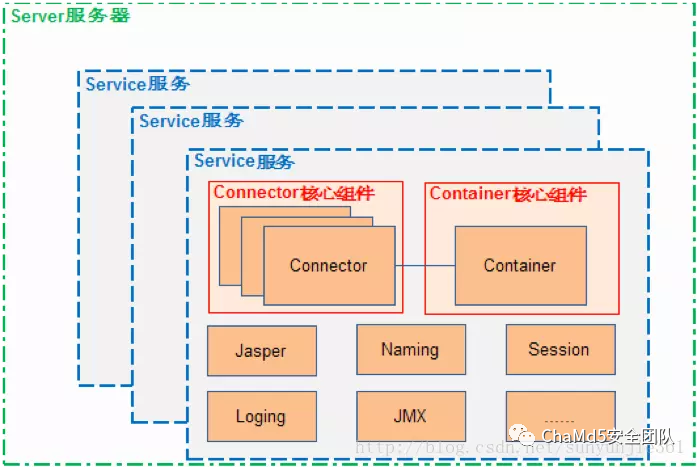 Server服务器
Service服务
Service服务
Service服务
Connector核心组件
Container核心组件
Connector
Container
Jasper
Naming
Session
Loging
JMX
......
ChaMd5安全团队
http://blog.csdn.net/sunyunjie361